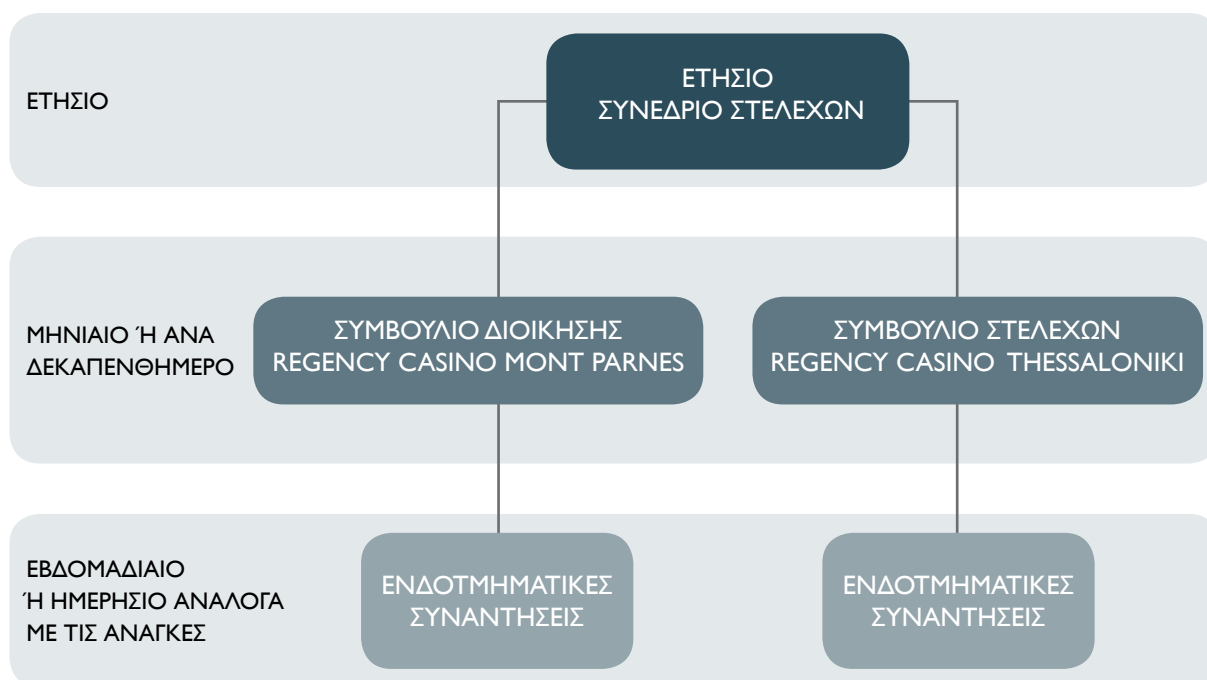 ΕΤΗΣΙΟ
ΕΤΗΣΙΟ
ΣΥΝΕΔΡΙΟ ΣΤΕΛΕΧΩΝ
ΜΗΝΙΑΙΟ Ή ΑΝΑ
ΔΕΚΑΠΕΝΘΗΜΕΡΟ
ΣΥΜΒΟΥΛΙΟ ΔΙΟΙΚΗΣΗΣ
REGENCY CASINO MONT PARNES
ΣΥΜΒΟΥΛΙΟ ΣΤΕΛΕΧΩΝ
REGENCY CASINO THESSALONIKI
ΕΒΔΟΜΑΔΙΑΙΟ
Ή ΗΜΕΡΗΣΙΟ ΑΝΑΛΟΓΑ
ΜΕ ΤΙΣ ΑΝΑΓΚΕΣ
ΕΝΔΟΤΜΗΜΑΤΙΚΕΣ
ΣΥΝΑΝΤΗΣΕΙΣ
ΕΝΔΟΤΜΗΜΑΤΙΚΕΣ
ΣΥΝΑΝΤΗΣΕΙΣ